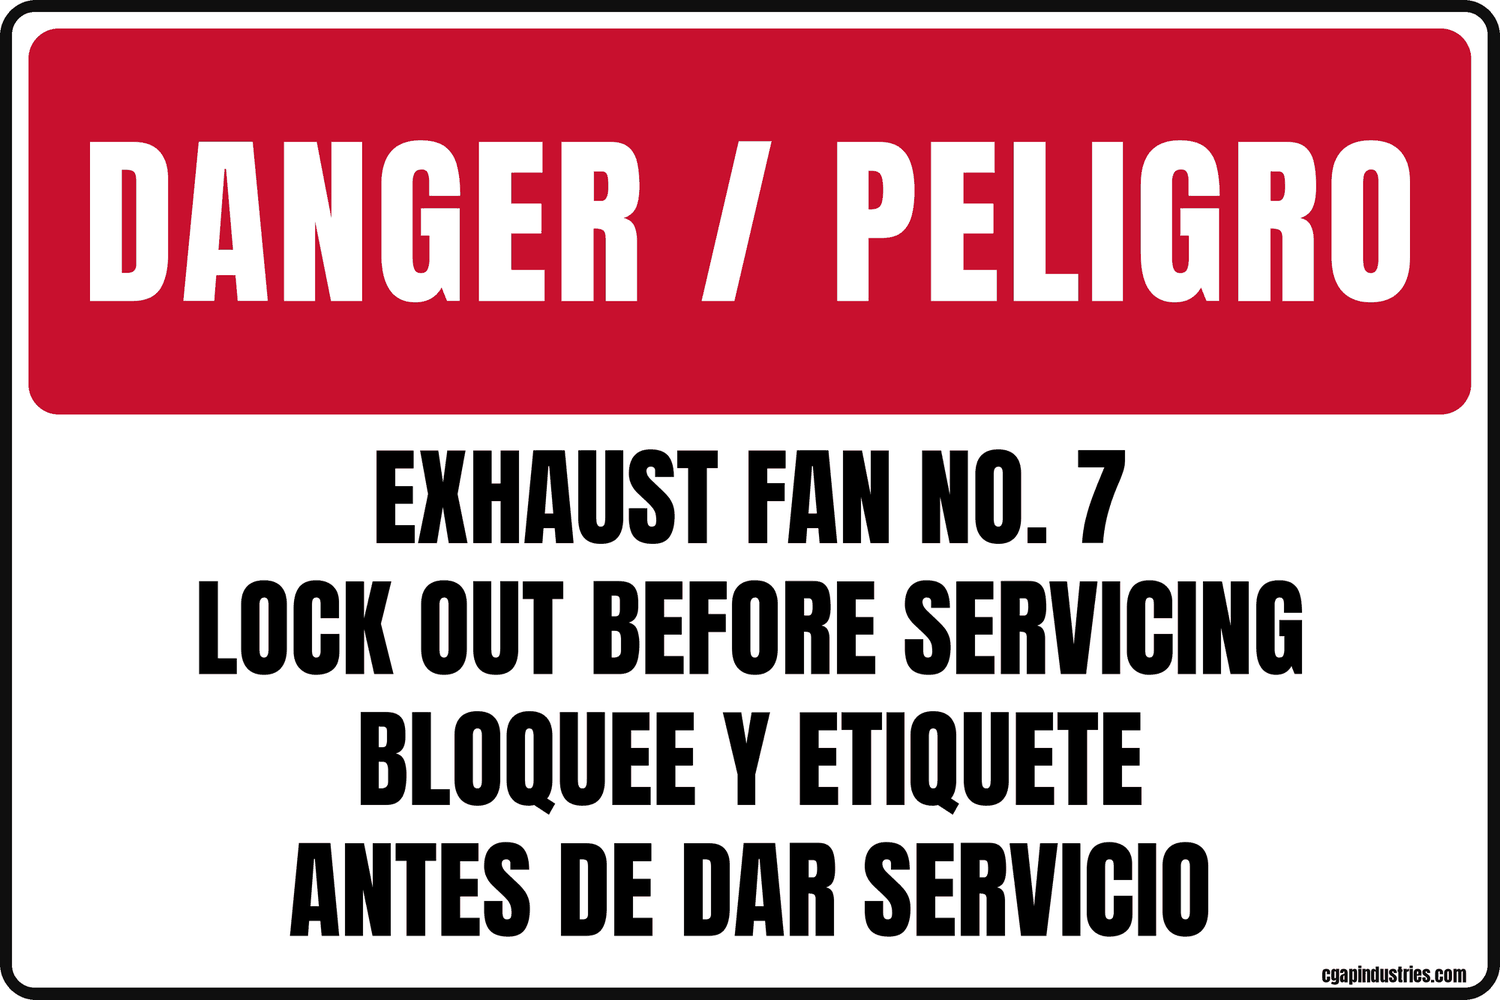 DANGER / PELIGRO
EXHAUST FAN NO. 7
LOCK OUT BEFORE SERVICING
BLOQUEE Y ETIQUETE
ANTES DE DAR SERVICIO
cgapindustries.com